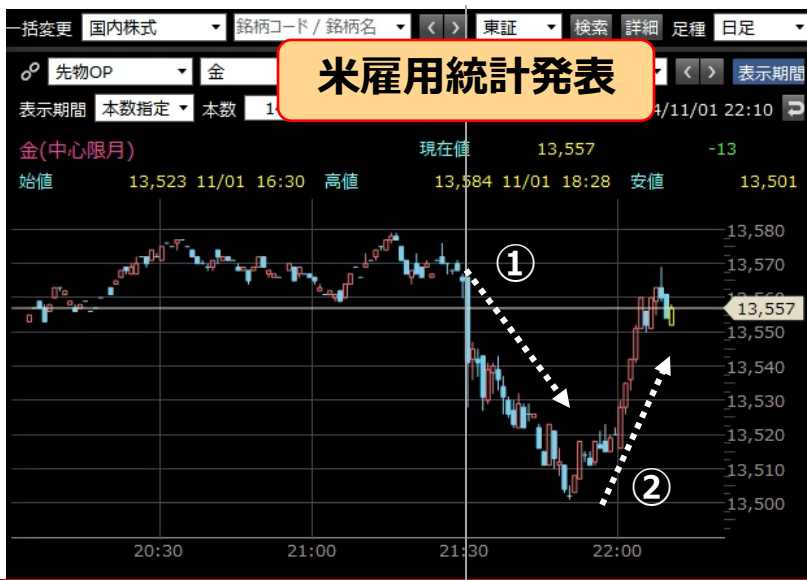 一括変更 国内株式 銘柄コード / 銘柄名 < > 東証 検索 詳細 足種 日足
先物OP 金 < > 表示期間
米雇用統計発表
表示期間 本数指定 本数 /11/01 22:10
金(中心限月) 現在値 13,557 -13
始値 13,523 11/01 16:30 高値 13,584 11/01 18:28 安値 13,501
13,580
①
13,570
13,557
13,550
13,540
13,530
13,520
13,510
②
13,500
20:30 21:00 21:30 22:00